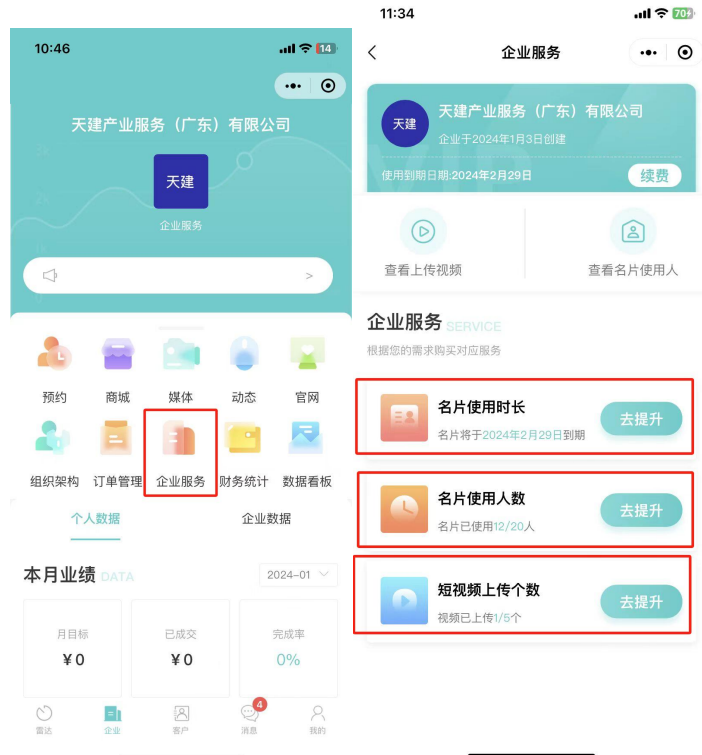 10:46
14
天建产业服务（广东）有限公司
天建
企业服务
>
预约
商城
媒体
动态
官网
组织架构
订单管理
企业服务
财务统计
数据看板
个人数据
企业数据
本月业绩 DATA
2024-01
月目标
已成交
完成率
¥0
¥0
0%
4
雷达
企业
客户
消息
我的
11:34
70
企业服务
天建
天建产业服务（广东）有限公司
企业于2024年1月3日创建
VIP
使用到期日期:2024年2月29日
续费
查看上传视频
查看名片使用人
企业服务 SERVICE
根据您的需求购买对应服务
名片使用时长
名片将于2024年2月29日到期
去提升
名片使用人数
名片已使用12/20人
去提升
短视频上传个数
视频已上传1/5个
去提升